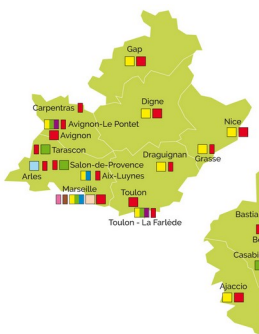 Gap
Digne
Carpentras
Avignon-Le Pontet
Avignon
Tarascon
Nice
Draguignan
Grasse
Salon-de-Provence
Arles
Aix-Luynes
Marseille
Toulon
Toulon - La Farlède
Bastia
Casabi
Ajaccio